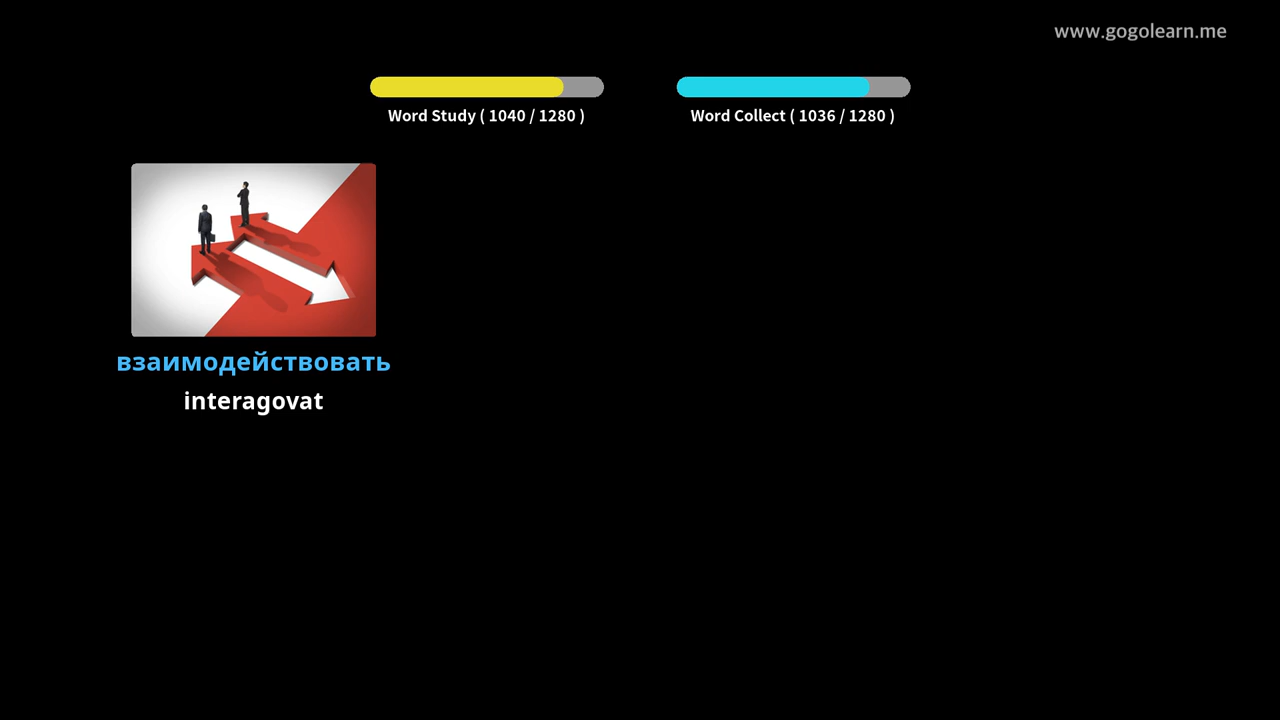 www.gogolearn.me
Word Study ( 1040 / 1280 )
Word Collect ( 1036 / 1280 )
взаимодействовать
interagovat